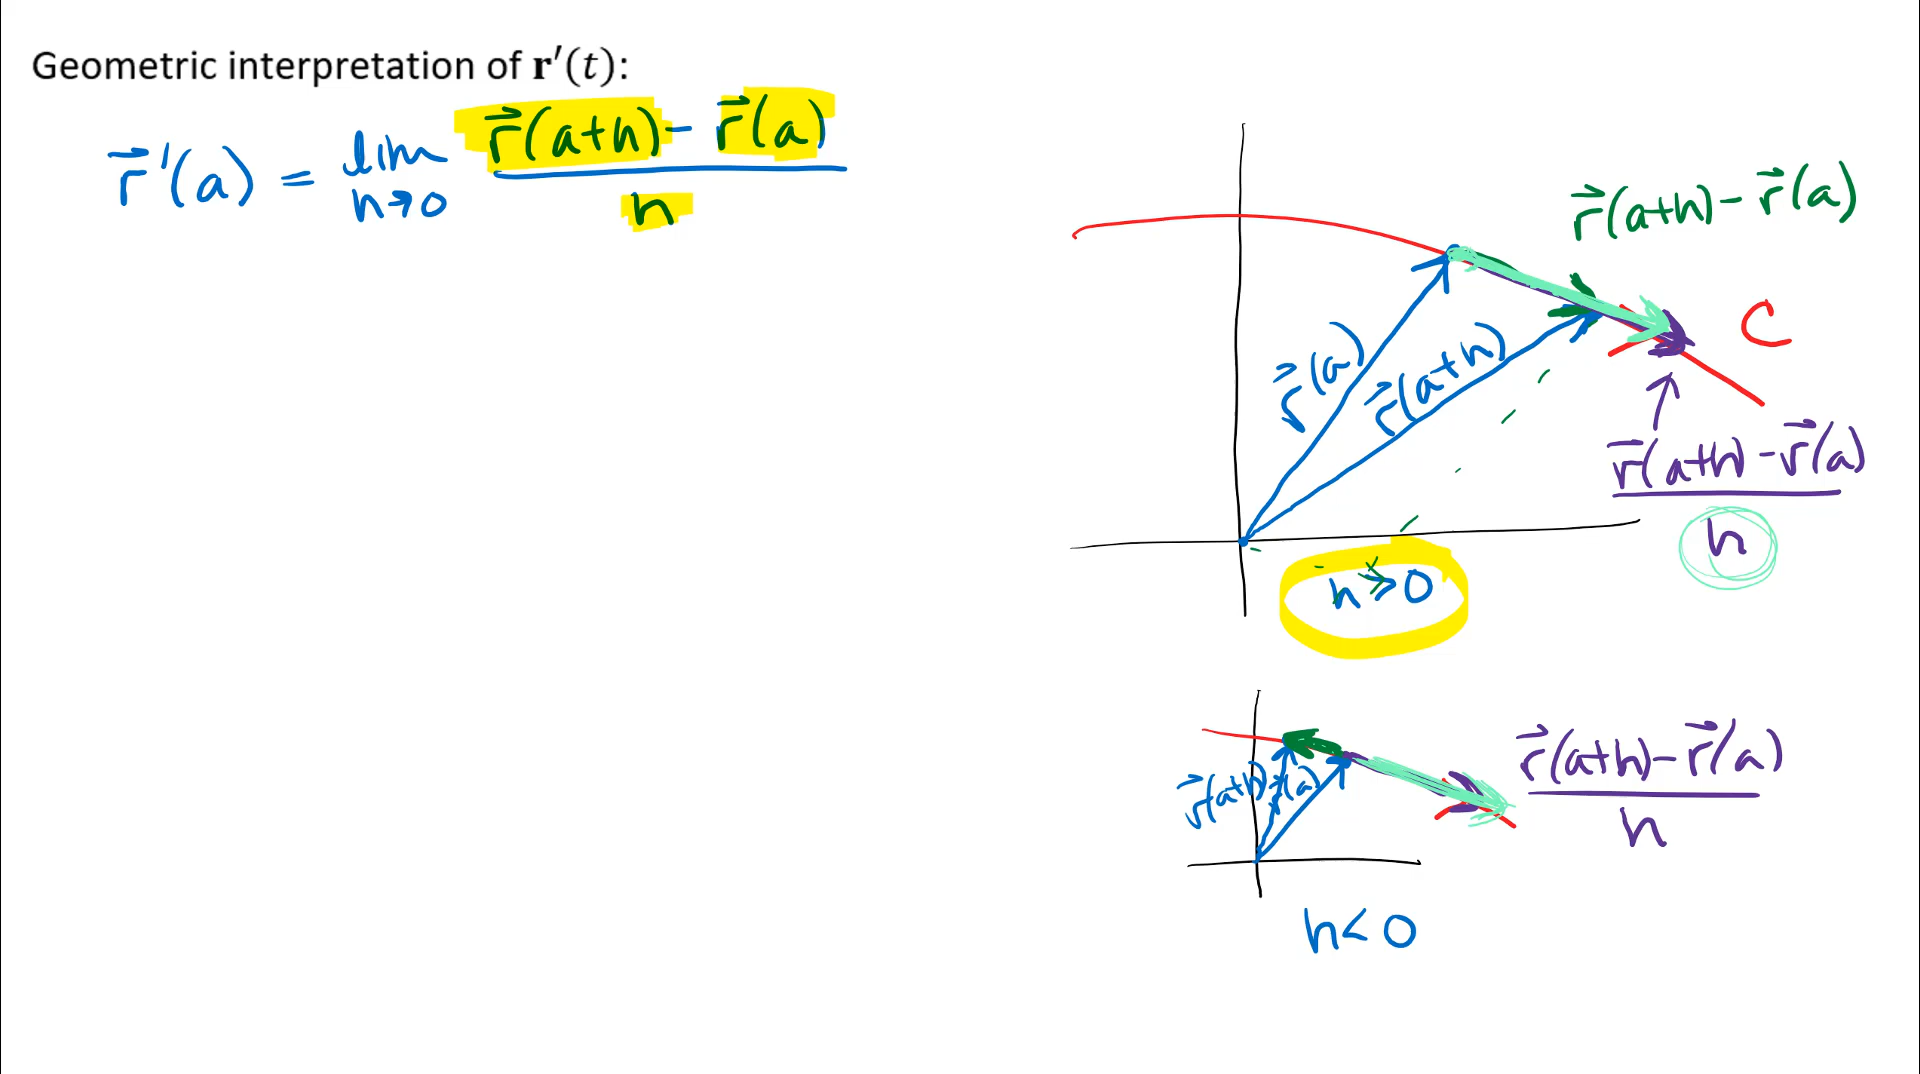 Geometric interpretation of r′(t):
r⃗′(a) = lim h→0 (r⃗(a+h) − r⃗(a)) / h
r⃗(a+h) − r⃗(a)
C
r⃗(a)
r⃗(a+h)
(r⃗(a+h) − r⃗(a)) / h
h > 0
r⃗(a+h)
r⃗(a)
(r⃗(a+h) − r⃗(a)) / h
h < 0